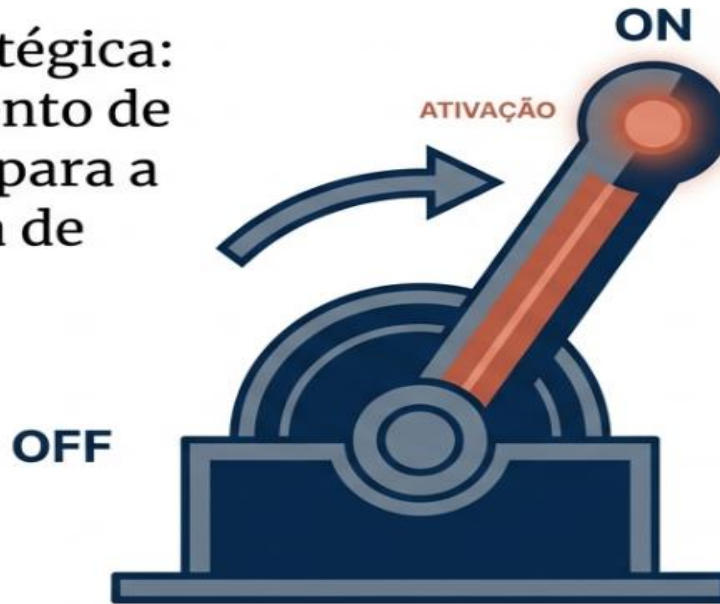 tégica:
nto de
para a
de
ON
ATIVAÇÃO
OFF